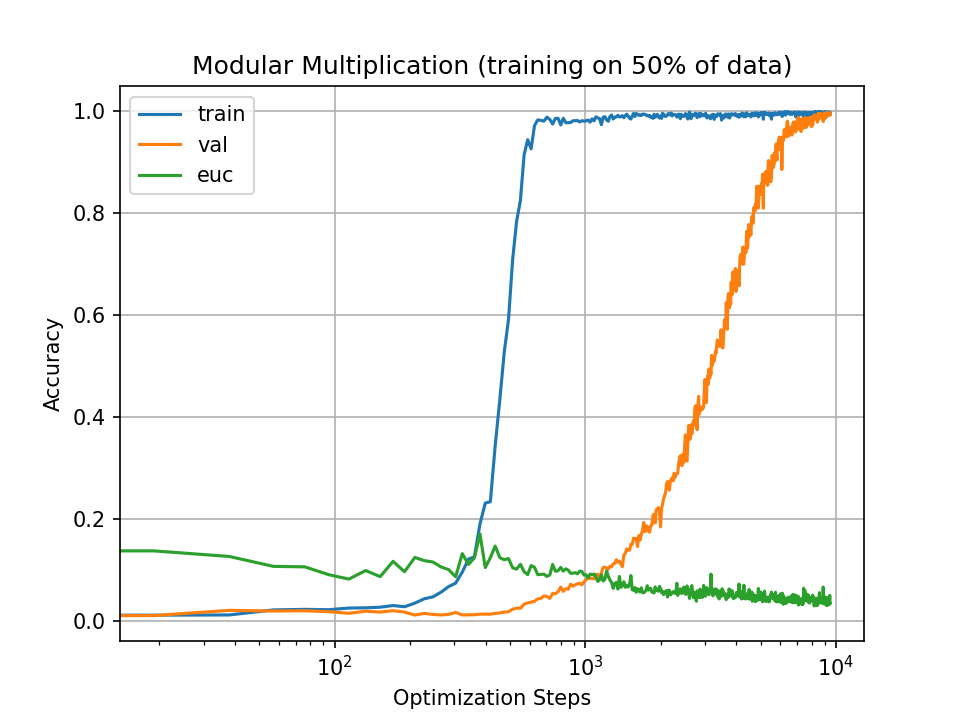 Modular Multiplication (training on 50% of data)
train
val
euc
Accuracy
1.0
0.8
0.6
0.4
0.2
0.0
10²
10³
10⁴
Optimization Steps